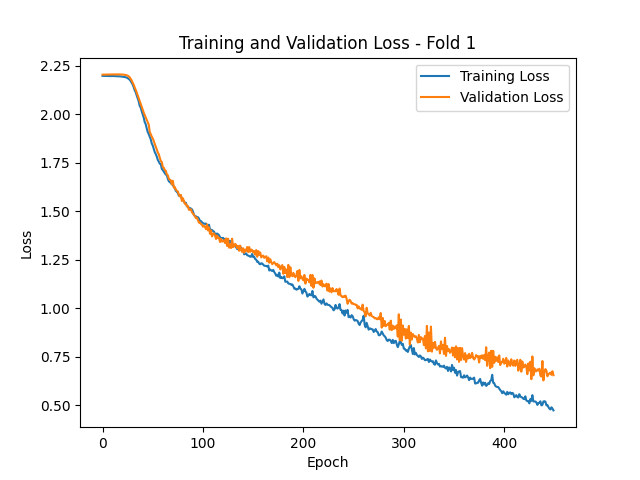 Training and Validation Loss - Fold 1
Training Loss
Validation Loss
Loss
2.25
2.00
1.75
1.50
1.25
1.00
0.75
0.50
0
100
200
300
400
Epoch